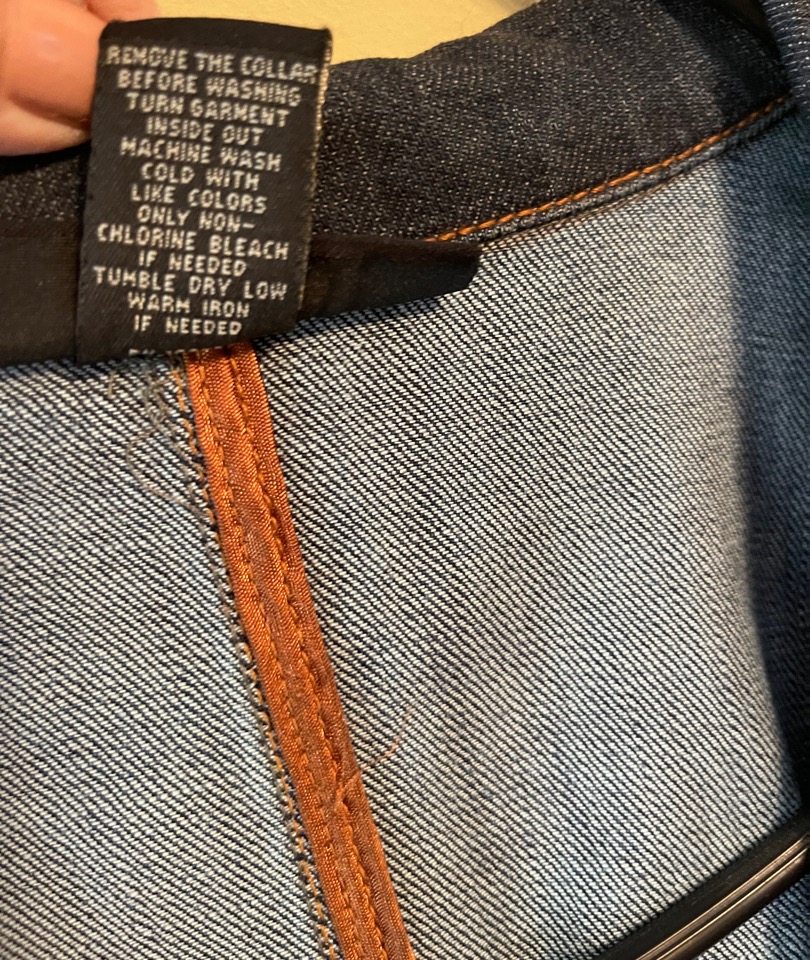 REMOVE THE COLLAR
BEFORE WASHING
TURN GARMENT
INSIDE OUT
MACHINE WASH
COLD WITH
LIKE COLORS
ONLY NON-
CHLORINE BLEACH
IF NEEDED
TUMBLE DRY LOW
WARM IRON
IF NEEDED